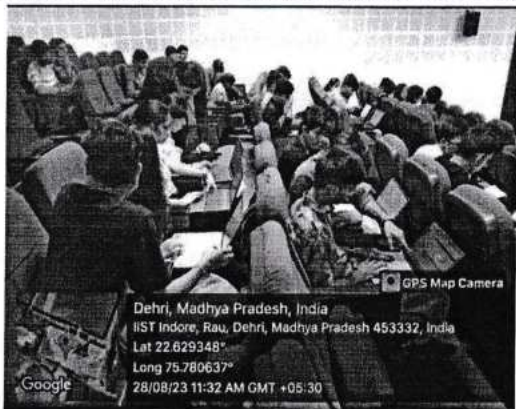 GPS Map Camera
Dehri, Madhya Pradesh, India
IIST Indore, Rau, Dehri, Madhya Pradesh 453332, India
Lat 22.629348°
Long 75.780637°
28/08/23 11:32 AM GMT +05:30
Google